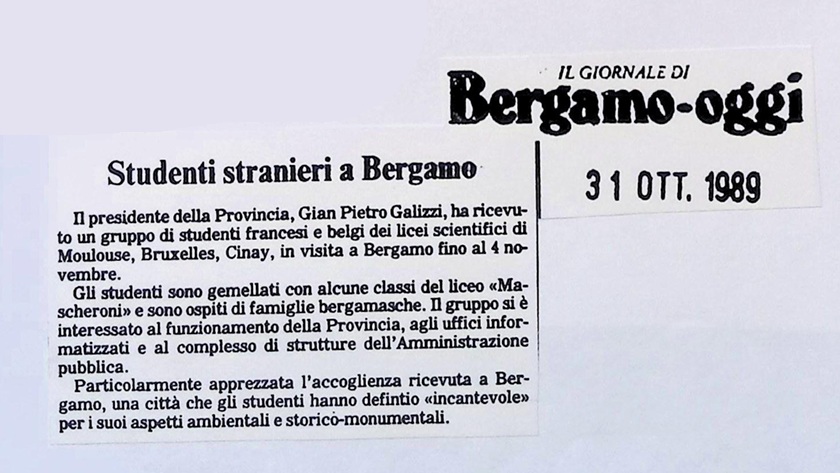 IL GIORNALE DI
Bergamo-oggi
31 OTT. 1989
Studenti stranieri a Bergamo
Il presidente della Provincia, Gian Pietro Galizzi, ha ricevu-
to un gruppo di studenti francesi e belgi dei licei scientifici di
Moulouse, Bruxelles, Cinay, in visita a Bergamo fino al 4 no-
vembre.
Gli studenti sono gemellati con alcune classi del liceo «Ma-
scheroni» e sono ospiti di famiglie bergamasche. Il gruppo si è
interessato al funzionamento della Provincia, agli uffici infor-
matizzati e al complesso di strutture dell'Amministrazione
pubblica.
Particolarmente apprezzata l'accoglienza ricevuta a Ber-
gamo, una città che gli studenti hanno defintio «incantevole»
per i suoi aspetti ambientali e storico-monumentali.